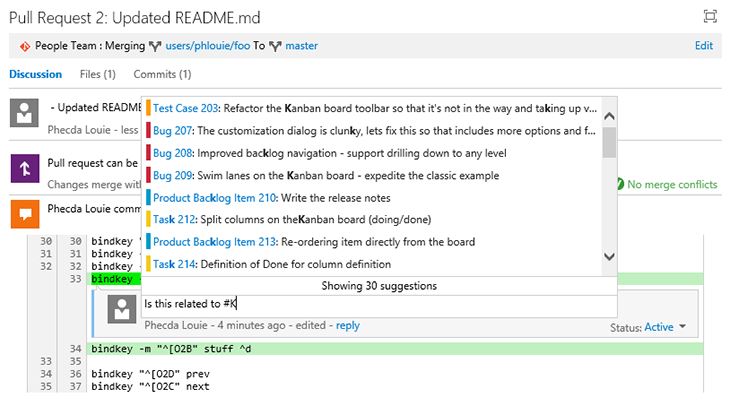 Pull Request 2: Updated README.md
People Team : Merging users/phlouie/foo To master Edit
Discussion Files (1) Commits (1)
- Updated README
Phecda Louie - less
Test Case 203: Refactor the Kanban board toolbar so that it's not in the way and taking up v...
Bug 207: The customization dialog is clunky, lets fix this so that includes more options and f...
Bug 208: Improved backlog navigation - support drilling down to any level
Bug 209: Swim lanes on the Kanban board - expedite the classic example
Product Backlog Item 210: Write the release notes
Task 212: Split columns on theKanban board (doing/done)
Product Backlog Item 213: Re-ordering item directly from the board
Task 214: Definition of Done for column definition
Showing 30 suggestions
Pull request can be
Changes merge with
No merge conflicts
Phecda Louie comm
30 30 bindkey "
31 31 bindkey -
32 32 bindkey -
33 bindkey
Is this related to #K
Phecda Louie - 4 minutes ago - edited - reply
Status: Active
34 bindkey -m "^[O2B" stuff ^d
33 35
34 36 bindkey "^[O2D" prev
35 37 bindkey "^[O2C" next